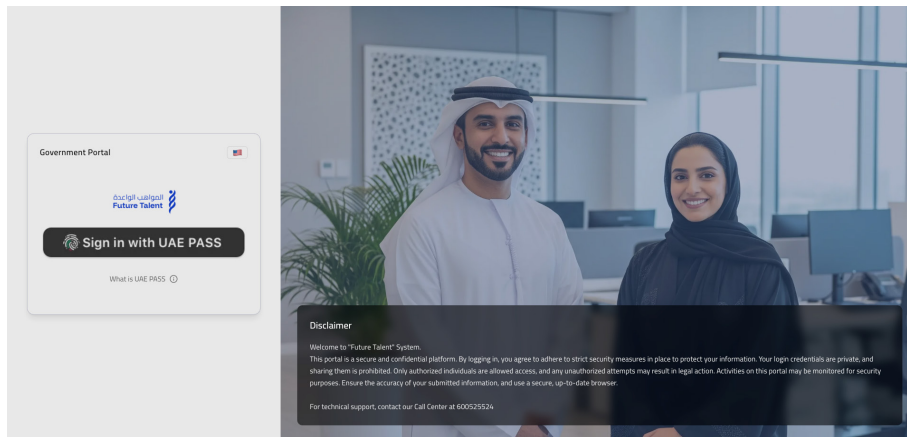 Government Portal
المواهب الواعدة
Future Talent
Sign in with UAE PASS
What is UAE PASS
Disclaimer
Welcome to "Future Talent" System.
This portal is a secure and confidential platform. By logging in, you agree to adhere to strict security measures in place to protect your information. Your login credentials are private, and
sharing them is prohibited. Only authorized individuals are allowed access, and any unauthorized attempts may result in legal action. Activities on this portal may be monitored for security
purposes. Ensure the accuracy of your submitted information, and use a secure, up-to-date browser.
For technical support, contact our Call Center at 600525524